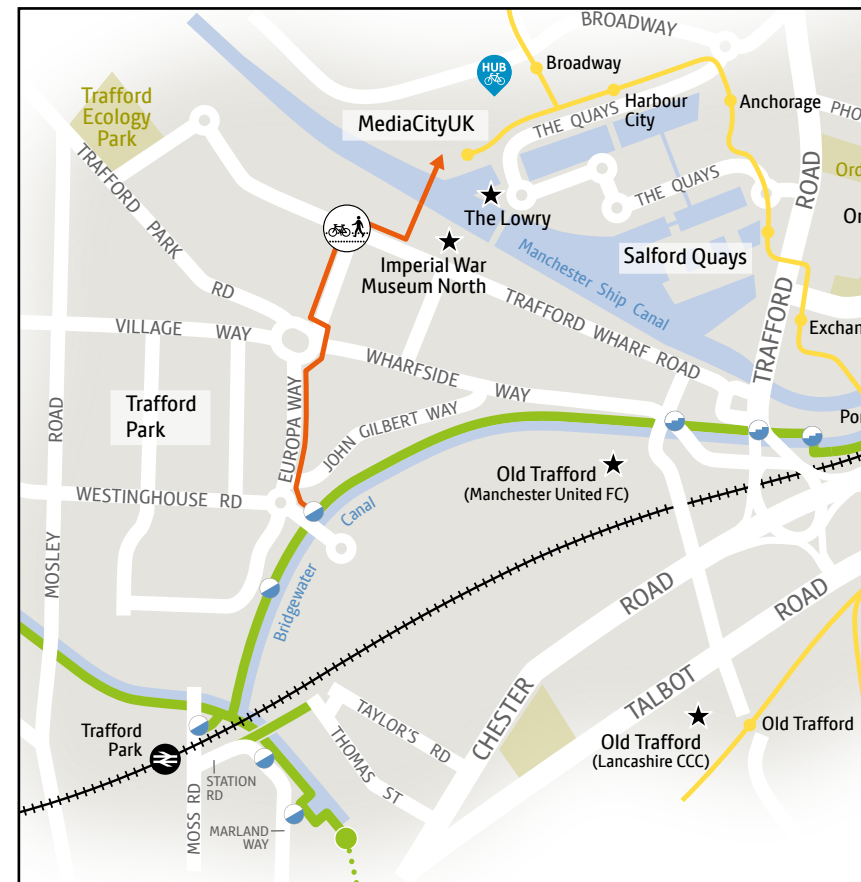 BROADWAY
HUB
Broadway
Trafford
Ecology
Park
Harbour
City
Anchorage
MediaCityUK
THE QUAYS
PHO
ROAD
Ord
TRAFFORD PARK RD
THE QUAYS
The Lowry
Or
Imperial War
Museum North
Manchester Ship Canal
Salford Quays
TRAFFORD WHARF ROAD
TRAFFORD
VILLAGE WAY
Exchan
WHARFSIDE WAY
Trafford
Park
ROAD
EUROPA WAY
JOHN GILBERT WAY
Por
Old Trafford
(Manchester United FC)
WESTINGHOUSE RD
Canal
MOSLEY
Bridgewater
ROAD
ROAD
CHESTER
TALBOT
TAYLOR'S RD
THOMAS ST
Trafford
Park
Old Trafford
(Lancashire CCC)
Old Trafford
STATION
RD
MOSS RD
MARLAND
WAY